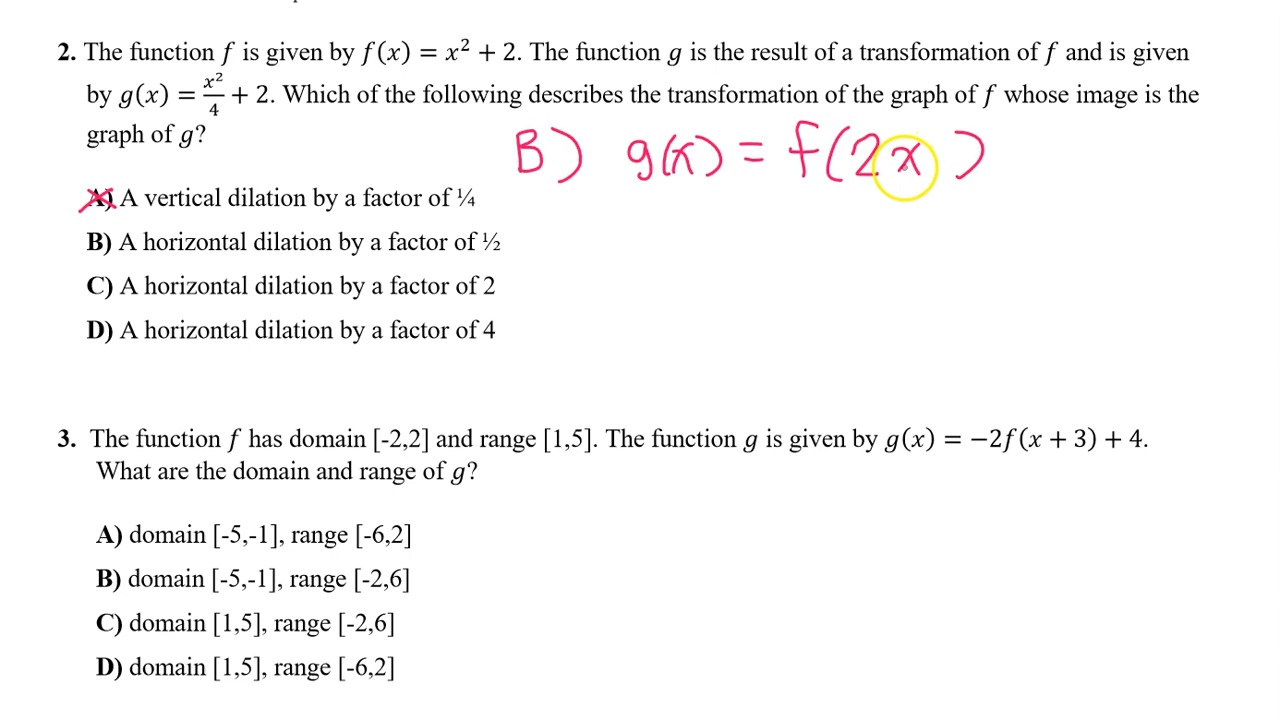 2. The function f is given by f(x) = x² + 2. The function g is the result of a transformation of f and is given
by g(x) = x²/4 + 2. Which of the following describes the transformation of the graph of f whose image is the
graph of g?
B) g(x) = f(2x )
A) A vertical dilation by a factor of ¼
B) A horizontal dilation by a factor of ½
C) A horizontal dilation by a factor of 2
D) A horizontal dilation by a factor of 4
3. The function f has domain [-2,2] and range [1,5]. The function g is given by g(x) = −2f(x + 3) + 4.
What are the domain and range of g?
A) domain [-5,-1], range [-6,2]
B) domain [-5,-1], range [-2,6]
C) domain [1,5], range [-2,6]
D) domain [1,5], range [-6,2]